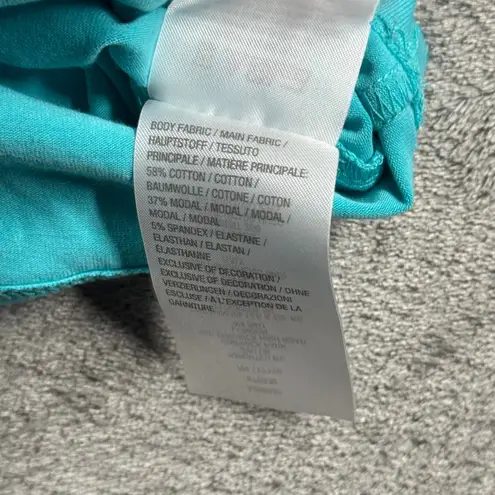 BODY FABRIC / MAIN FABRIC /
HAUPTSTOFF / TESSUTO
PRINCIPALE / MATIÈRE PRINCIPALE:
58% COTTON / COTTON /
BAUMWOLLE / COTONE / COTON
37% MODAL / MODAL / MODAL /
MODAL / MODAL
5% SPANDEX / ELASTANE /
ELASTHAN / ELASTAN /
ÉLASTHANNE
EXCLUSIVE OF DECORATION /
EXCLUSIVE OF DECORATION / OHNE
VERZIERUNGEN / DECORAZIONI
ESCLUSE / À L'EXCEPTION DE LA
GARNITURE